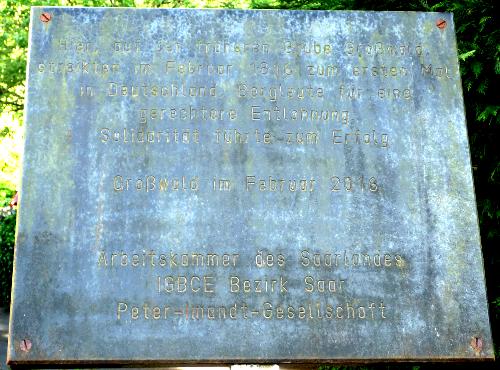 Hier, auf der früheren Grube Großwald,
streikten im Februar 1816 zum ersten Mal
in Deutschland, Bergleute für eine
gerechtere Entlohnung.
Solidarität führte zum Erfolg.
Großwald im Februar 2016
Arbeitskammer des Saarlandes
IGBCE Bezirk Saar
Peter-Imandt-Gesellschaft